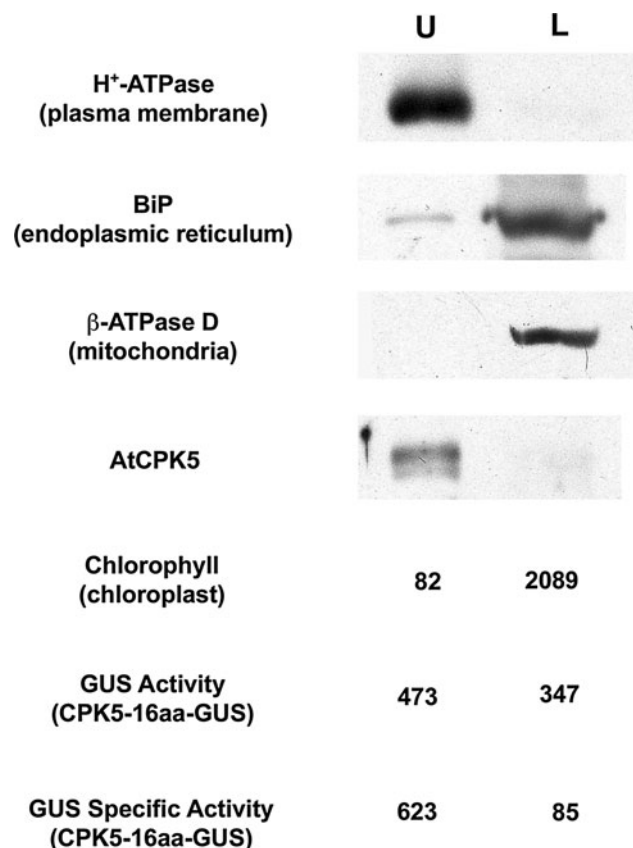 U L
H⁺-ATPase
(plasma membrane)
BiP
(endoplasmic reticulum)
β-ATPase D
(mitochondria)
AtCPK5
Chlorophyll
(chloroplast)
82 2089
GUS Activity
(CPK5-16aa-GUS)
473 347
GUS Specific Activity
(CPK5-16aa-GUS)
623 85